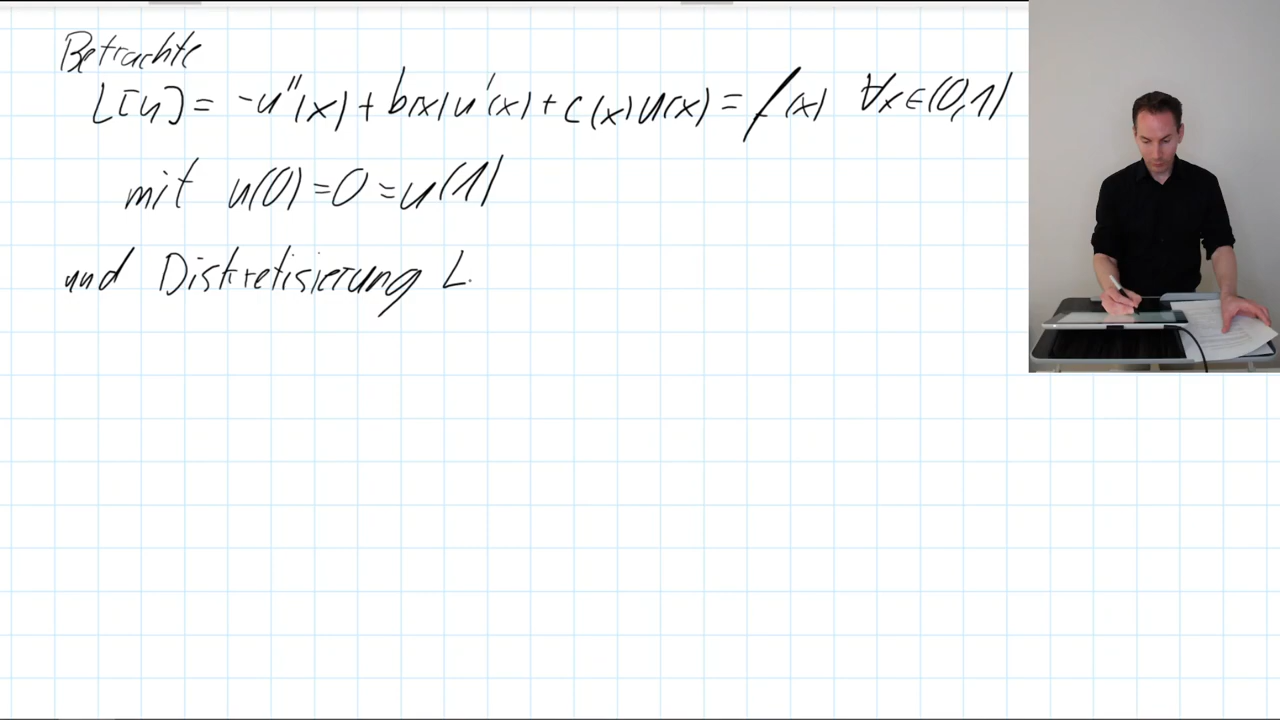 Betrachte
L[u] = -u''(x) + b(x)u'(x) + c(x)u(x) = f(x) ∀x∈(0,1)
mit u(0)=0=u(1)
und Diskretisierung L